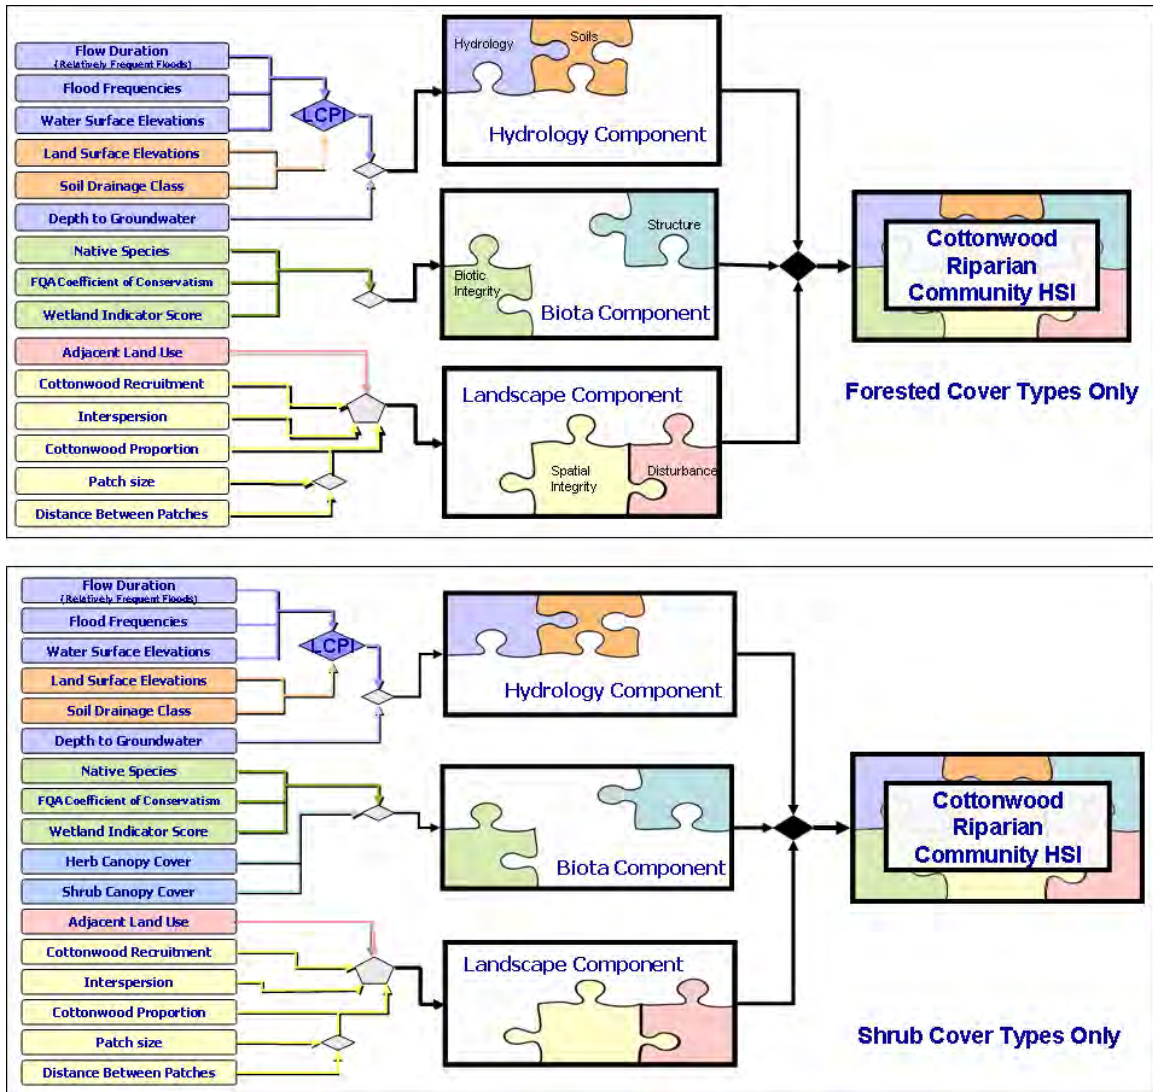 Flow Duration
(Relatively Frequent Floods)
Flood Frequencies
Water Surface Elevations
Land Surface Elevations
Soil Drainage Class
Depth to Groundwater
Native Species
FQA Coefficient of Conservatism
Wetland Indicator Score
Adjacent Land Use
Cottonwood Recruitment
Interspersion
Cottonwood Proportion
Patch size
Distance Between Patches
LCPI
Hydrology
Soils
Hydrology Component
Structure
Biotic
Integrity
Biota Component
Landscape Component
Spatial
Integrity
Disturbance
Cottonwood
Riparian
Community HSI
Forested Cover Types Only
Flow Duration
(Relatively Frequent Floods)
Flood Frequencies
Water Surface Elevations
Land Surface Elevations
Soil Drainage Class
Depth to Groundwater
Native Species
FQA Coefficient of Conservatism
Wetland Indicator Score
Herb Canopy Cover
Shrub Canopy Cover
Adjacent Land Use
Cottonwood Recruitment
Interspersion
Cottonwood Proportion
Patch size
Distance Between Patches
LCPI
Hydrology Component
Biota Component
Landscape Component
Cottonwood
Riparian
Community HSI
Shrub Cover Types Only